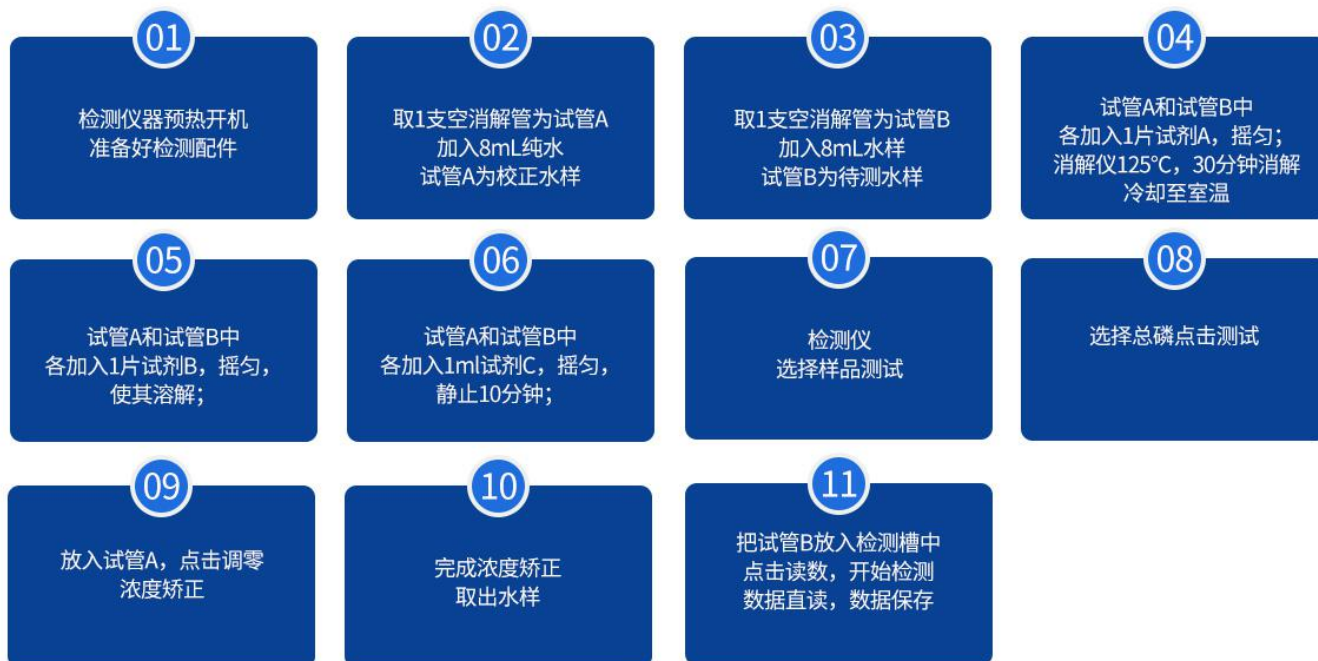 01
检测仪器预热开机
准备好检测配件
02
取1支空消解管为试管A
加入8mL纯水
试管A为校正水样
03
取1支空消解管为试管B
加入8mL水样
试管B为待测水样
04
试管A和试管B中
各加入1片试剂A，摇匀；
消解仪125℃，30分钟消解
冷却至室温
05
试管A和试管B中
各加入1片试剂B，摇匀，
使其溶解；
06
试管A和试管B中
各加入1ml试剂C，摇匀，
静止10分钟；
07
检测仪
选择样品测试
08
选择总磷点击测试
09
放入试管A，点击调零
浓度矫正
10
完成浓度矫正
取出水样
11
把试管B放入检测槽中
点击读数，开始检测
数据直读，数据保存